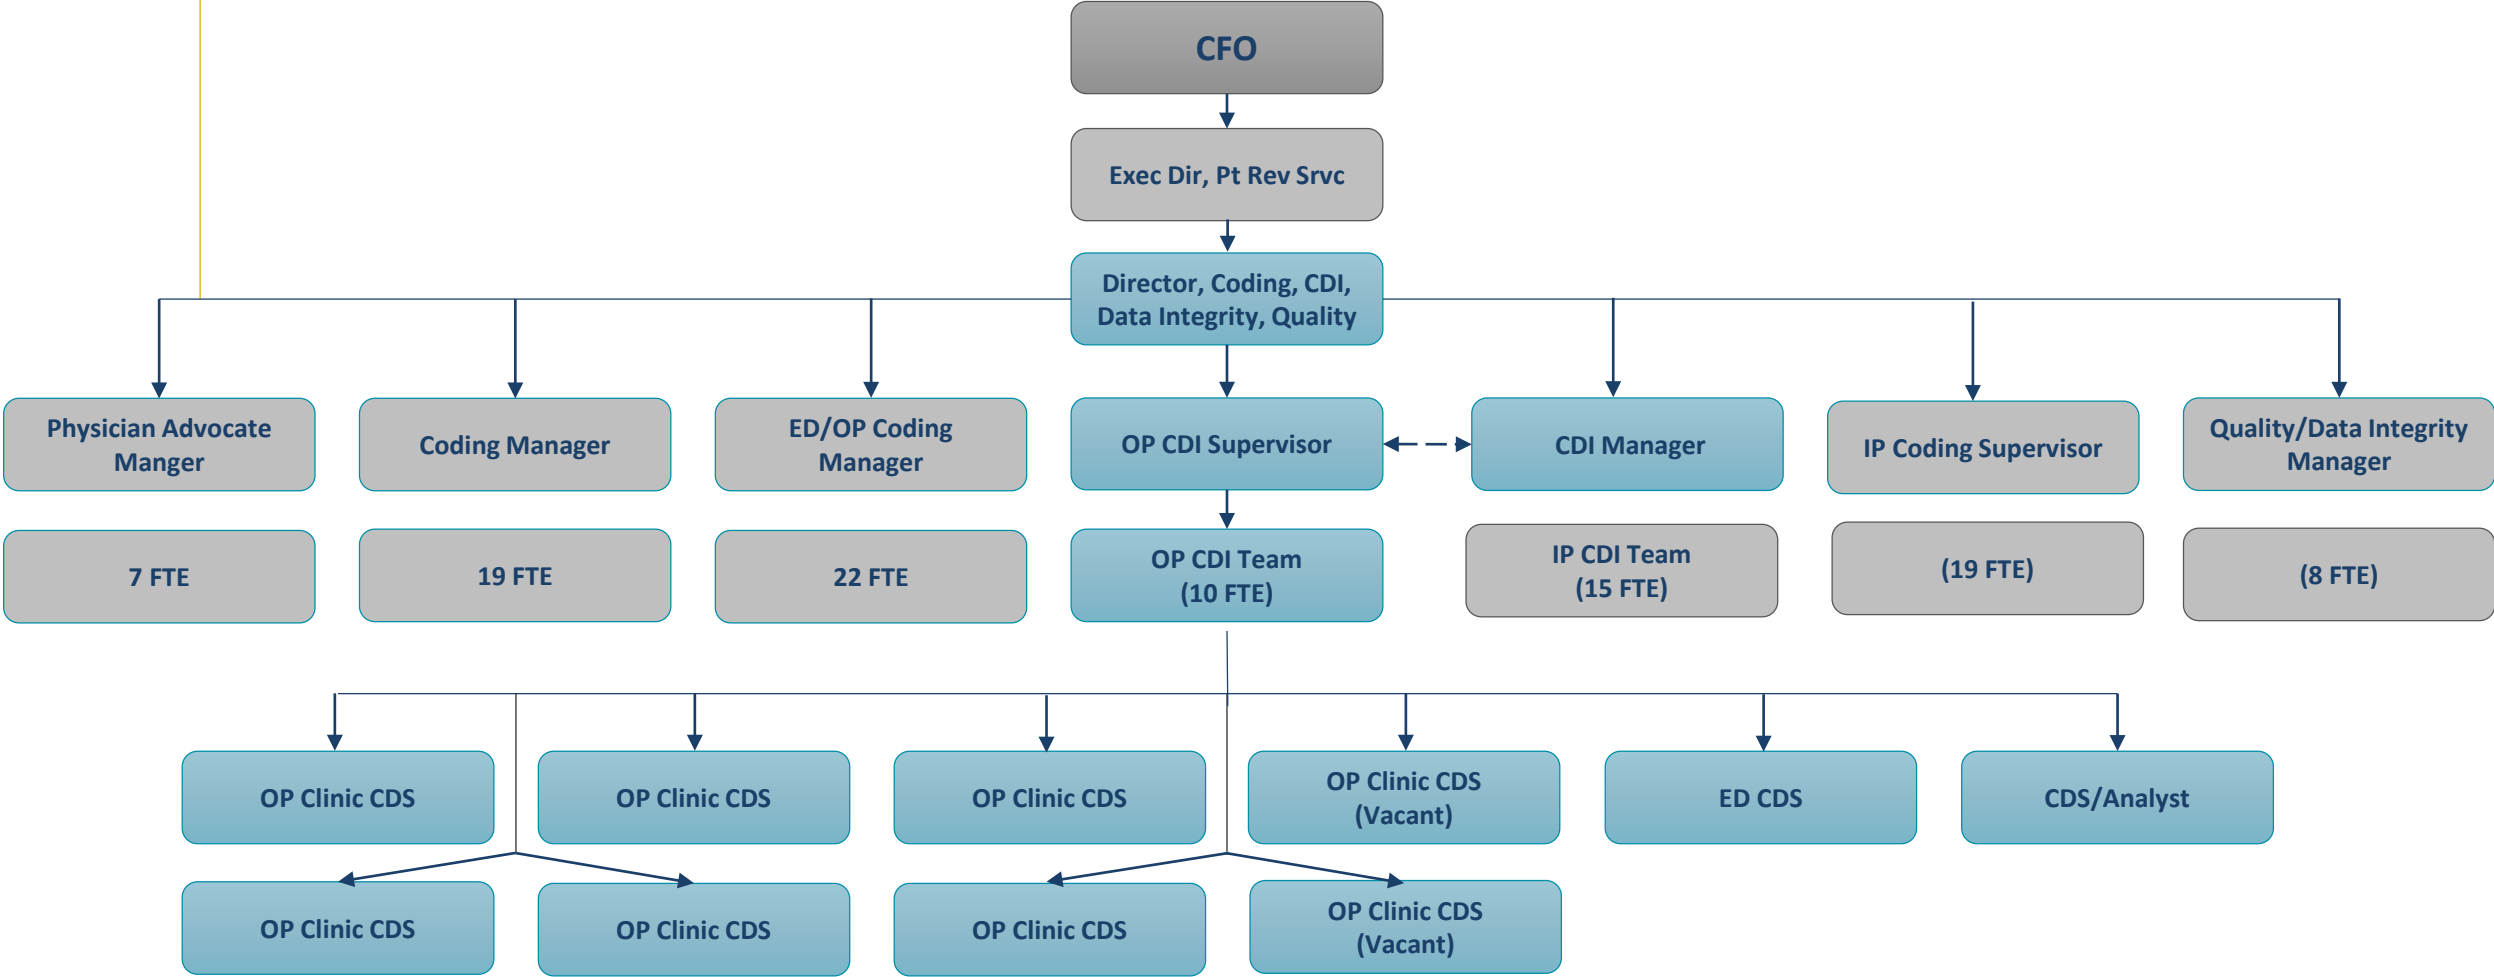 CFO
Exec Dir, Pt Rev Srvc
Director, Coding, CDI,
Data Integrity, Quality
Physician Advocate
Manger
Coding Manager
ED/OP Coding
Manager
OP CDI Supervisor
CDI Manager
IP Coding Supervisor
Quality/Data Integrity
Manager
7 FTE
19 FTE
22 FTE
OP CDI Team
(10 FTE)
IP CDI Team
(15 FTE)
(19 FTE)
(8 FTE)
OP Clinic CDS
OP Clinic CDS
OP Clinic CDS
OP Clinic CDS
(Vacant)
ED CDS
CDS/Analyst
OP Clinic CDS
OP Clinic CDS
OP Clinic CDS
OP Clinic CDS
(Vacant)